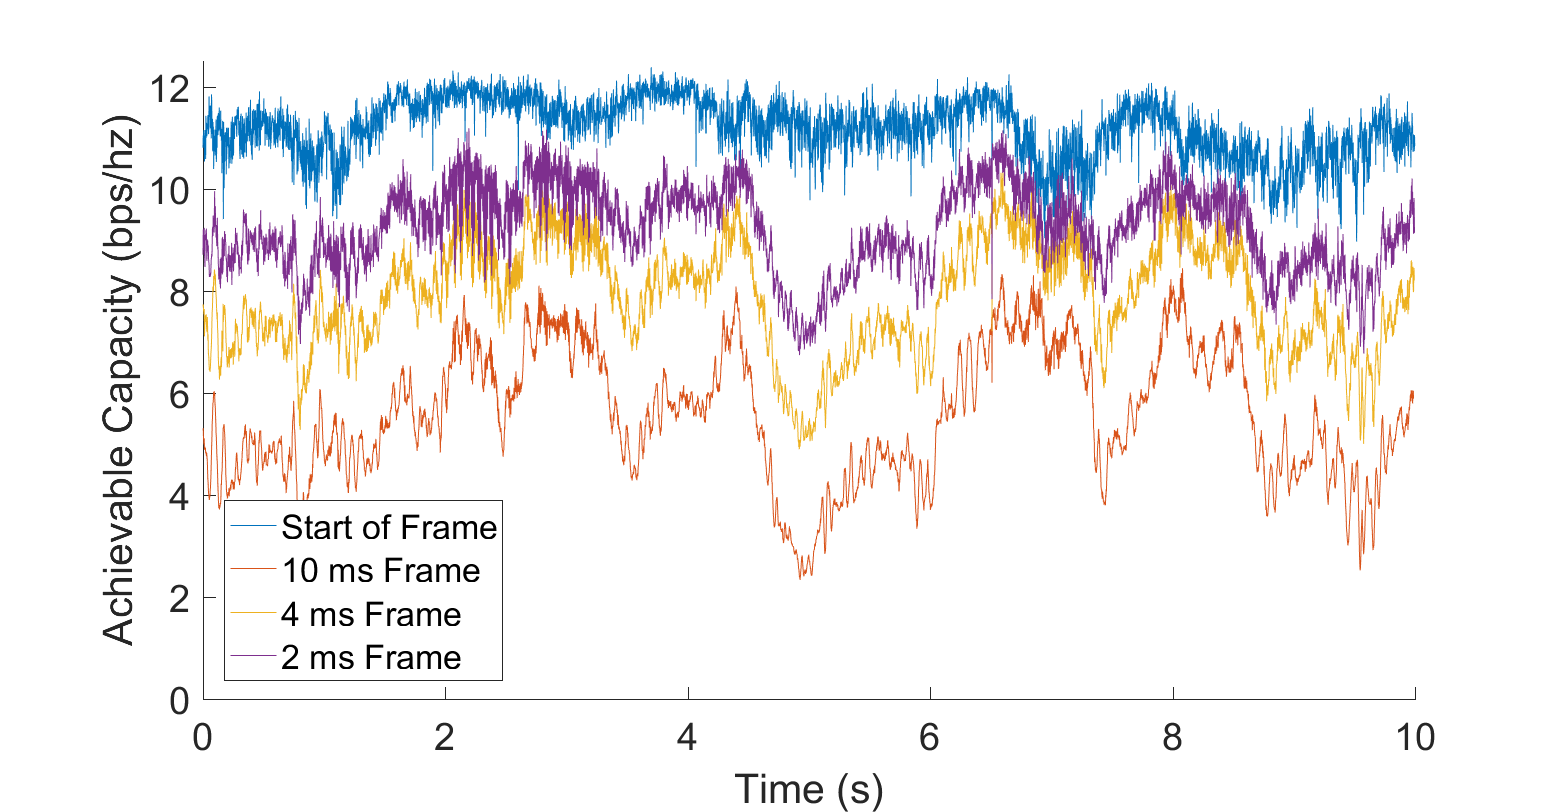 Achievable Capacity (bps/hz)
12
10
8
6
4
2
0
Start of Frame
10 ms Frame
4 ms Frame
2 ms Frame
0 2 4 6 8 10
Time (s)